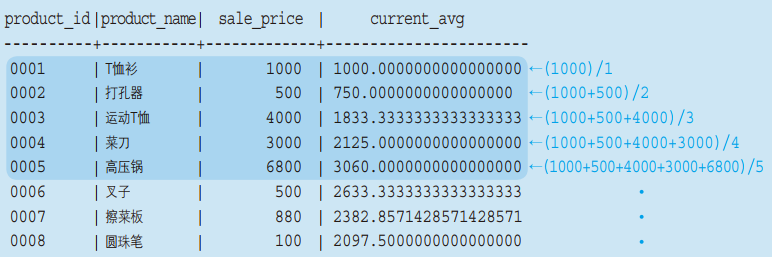 product_id|product_name| sale_price | current_avg
----------+-----------+------------+---------------------
0001 |T恤衫 | 1000 | 1000.0000000000000000 ←(1000)/1
0002 |打孔器 | 500 | 750.0000000000000000 ←(1000+500)/2
0003 |运动T恤 | 4000 | 1833.3333333333333333 ←(1000+500+4000)/3
0004 |菜刀 | 3000 | 2125.0000000000000000 ←(1000+500+4000+3000)/4
0005 |高压锅 | 6800 | 3060.0000000000000000 ←(1000+500+4000+3000+6800)/5
0006 |叉子 | 500 | 2633.3333333333333333 •
0007 |擦菜板 | 880 | 2382.8571428571428571 •
0008 |圆珠笔 | 100 | 2097.5000000000000000 •